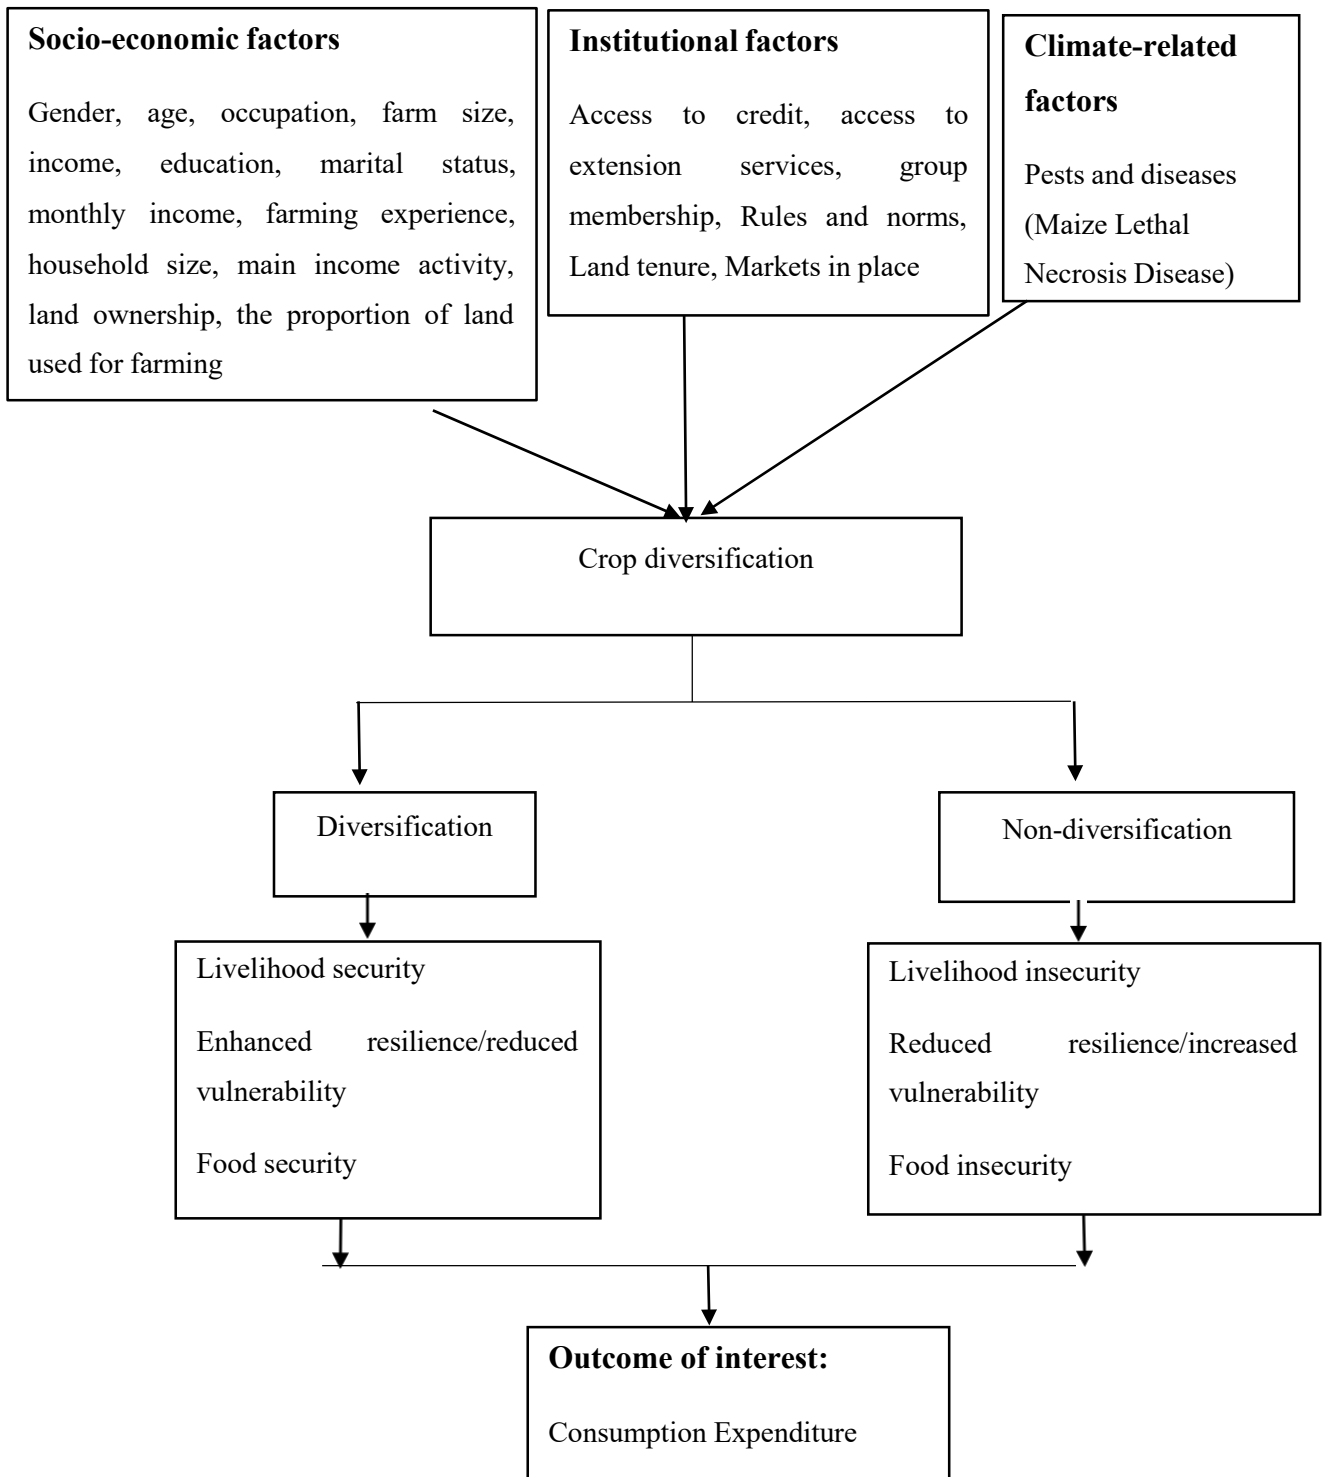 Socio-economic factors
Gender, age, occupation, farm size,
income, education, marital status,
monthly income, farming experience,
household size, main income activity,
land ownership, the proportion of land
used for farming
Institutional factors
Access to credit, access to
extension services, group
membership, Rules and norms,
Land tenure, Markets in place
Climate-related
factors
Pests and diseases
(Maize Lethal
Necrosis Disease)
Crop diversification
Diversification
Non-diversification
Livelihood security
Enhanced resilience/reduced
vulnerability
Food security
Livelihood insecurity
Reduced resilience/increased
vulnerability
Food insecurity
Outcome of interest:
Consumption Expenditure